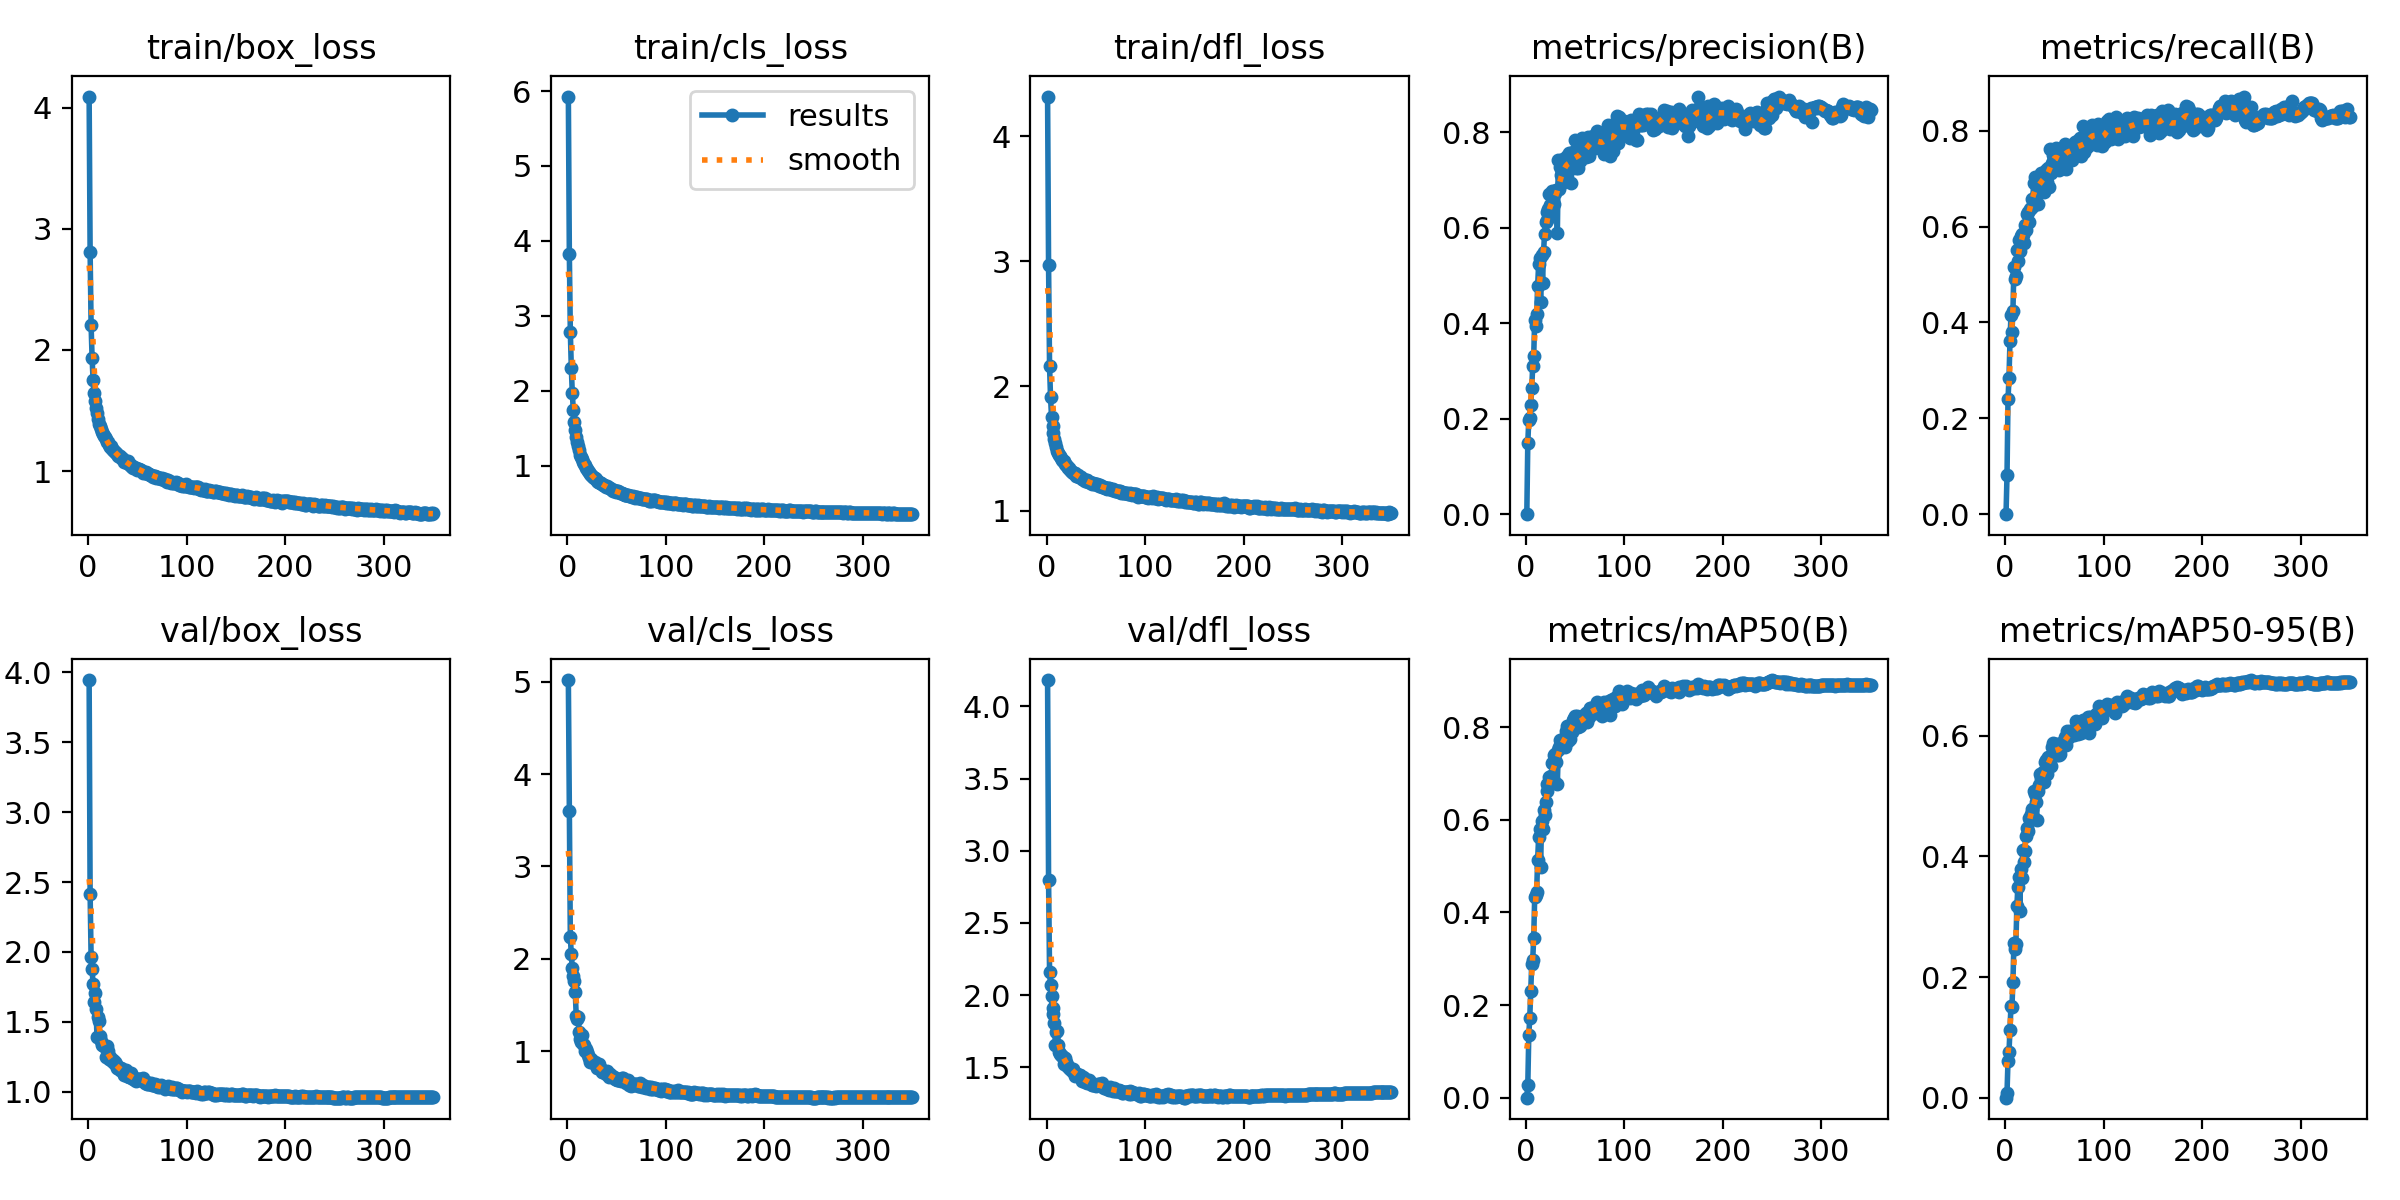 train/box_loss
train/cls_loss
train/dfl_loss
metrics/precision(B)
metrics/recall(B)
4
3
2
1
0 100 200 300
6
5
4
3
2
1
results
smooth
0 100 200 300
4
3
2
1
0 100 200 300
0.8
0.6
0.4
0.2
0.0
0 100 200 300
0.8
0.6
0.4
0.2
0.0
0 100 200 300
val/box_loss
val/cls_loss
val/dfl_loss
metrics/mAP50(B)
metrics/mAP50-95(B)
4.0
3.5
3.0
2.5
2.0
1.5
1.0
0 100 200 300
5
4
3
2
1
0 100 200 300
4.0
3.5
3.0
2.5
2.0
1.5
0 100 200 300
0.8
0.6
0.4
0.2
0.0
0 100 200 300
0.6
0.4
0.2
0.0
0 100 200 300